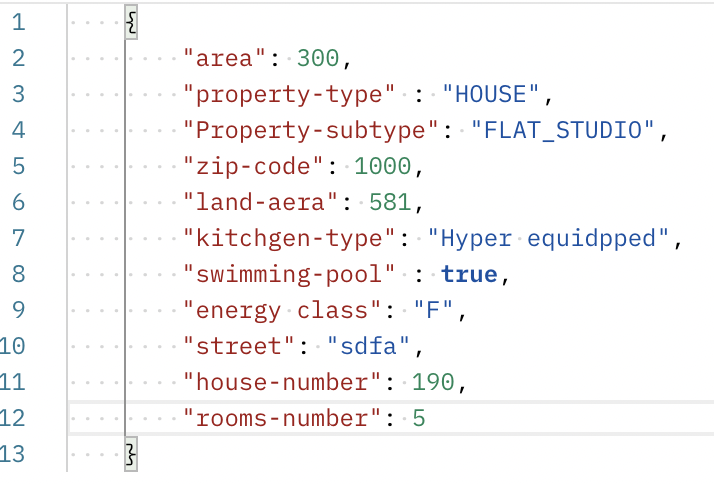 1 {
2 "area": 300,
3 "property-type" : "HOUSE",
4 "Property-subtype": "FLAT_STUDIO",
5 "zip-code": 1000,
6 "land-aera": 581,
7 "kitchgen-type": "Hyper equidpped",
8 "swimming-pool" : true,
9 "energy class": "F",
10 "street": "sdfa",
11 "house-number": 190,
12 "rooms-number": 5
13 }